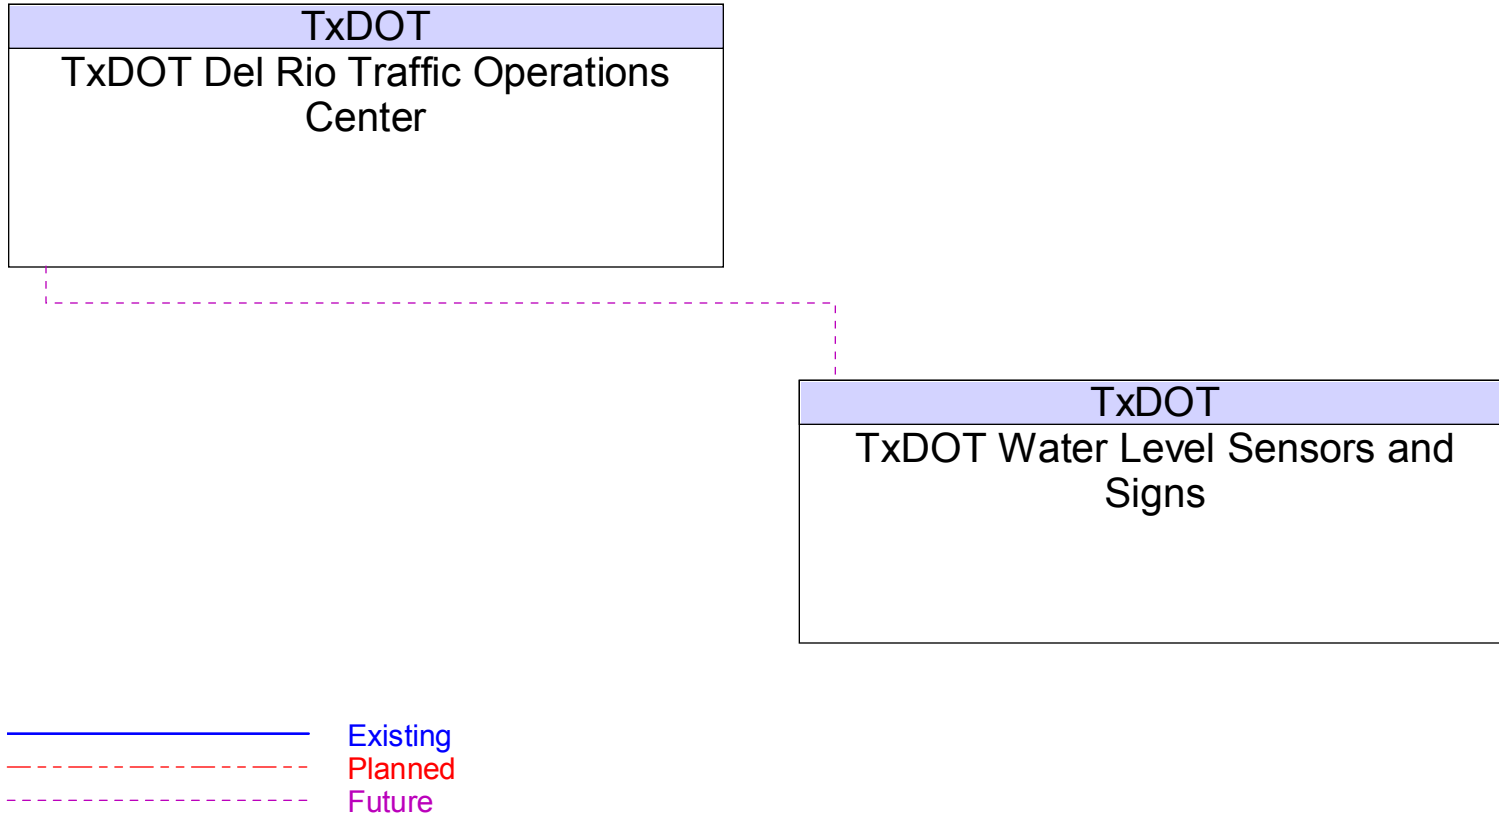 TxDOT
TxDOT Del Rio Traffic Operations
Center
TxDOT
TxDOT Water Level Sensors and
Signs
Existing
Planned
Future